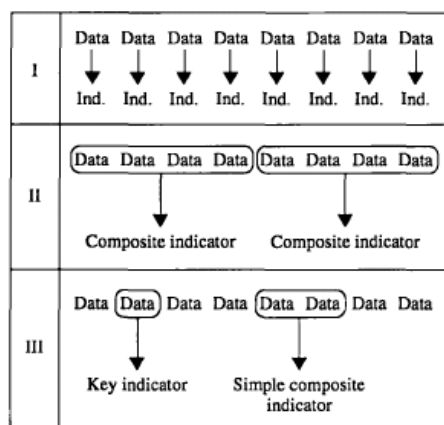 Data Data Data Data Data Data Data Data
I
Ind. Ind. Ind. Ind. Ind. Ind. Ind. Ind.
Data Data Data Data Data Data Data Data
II
Composite indicator Composite indicator
Data Data Data Data Data Data Data Data
III
Key indicator Simple composite
indicator